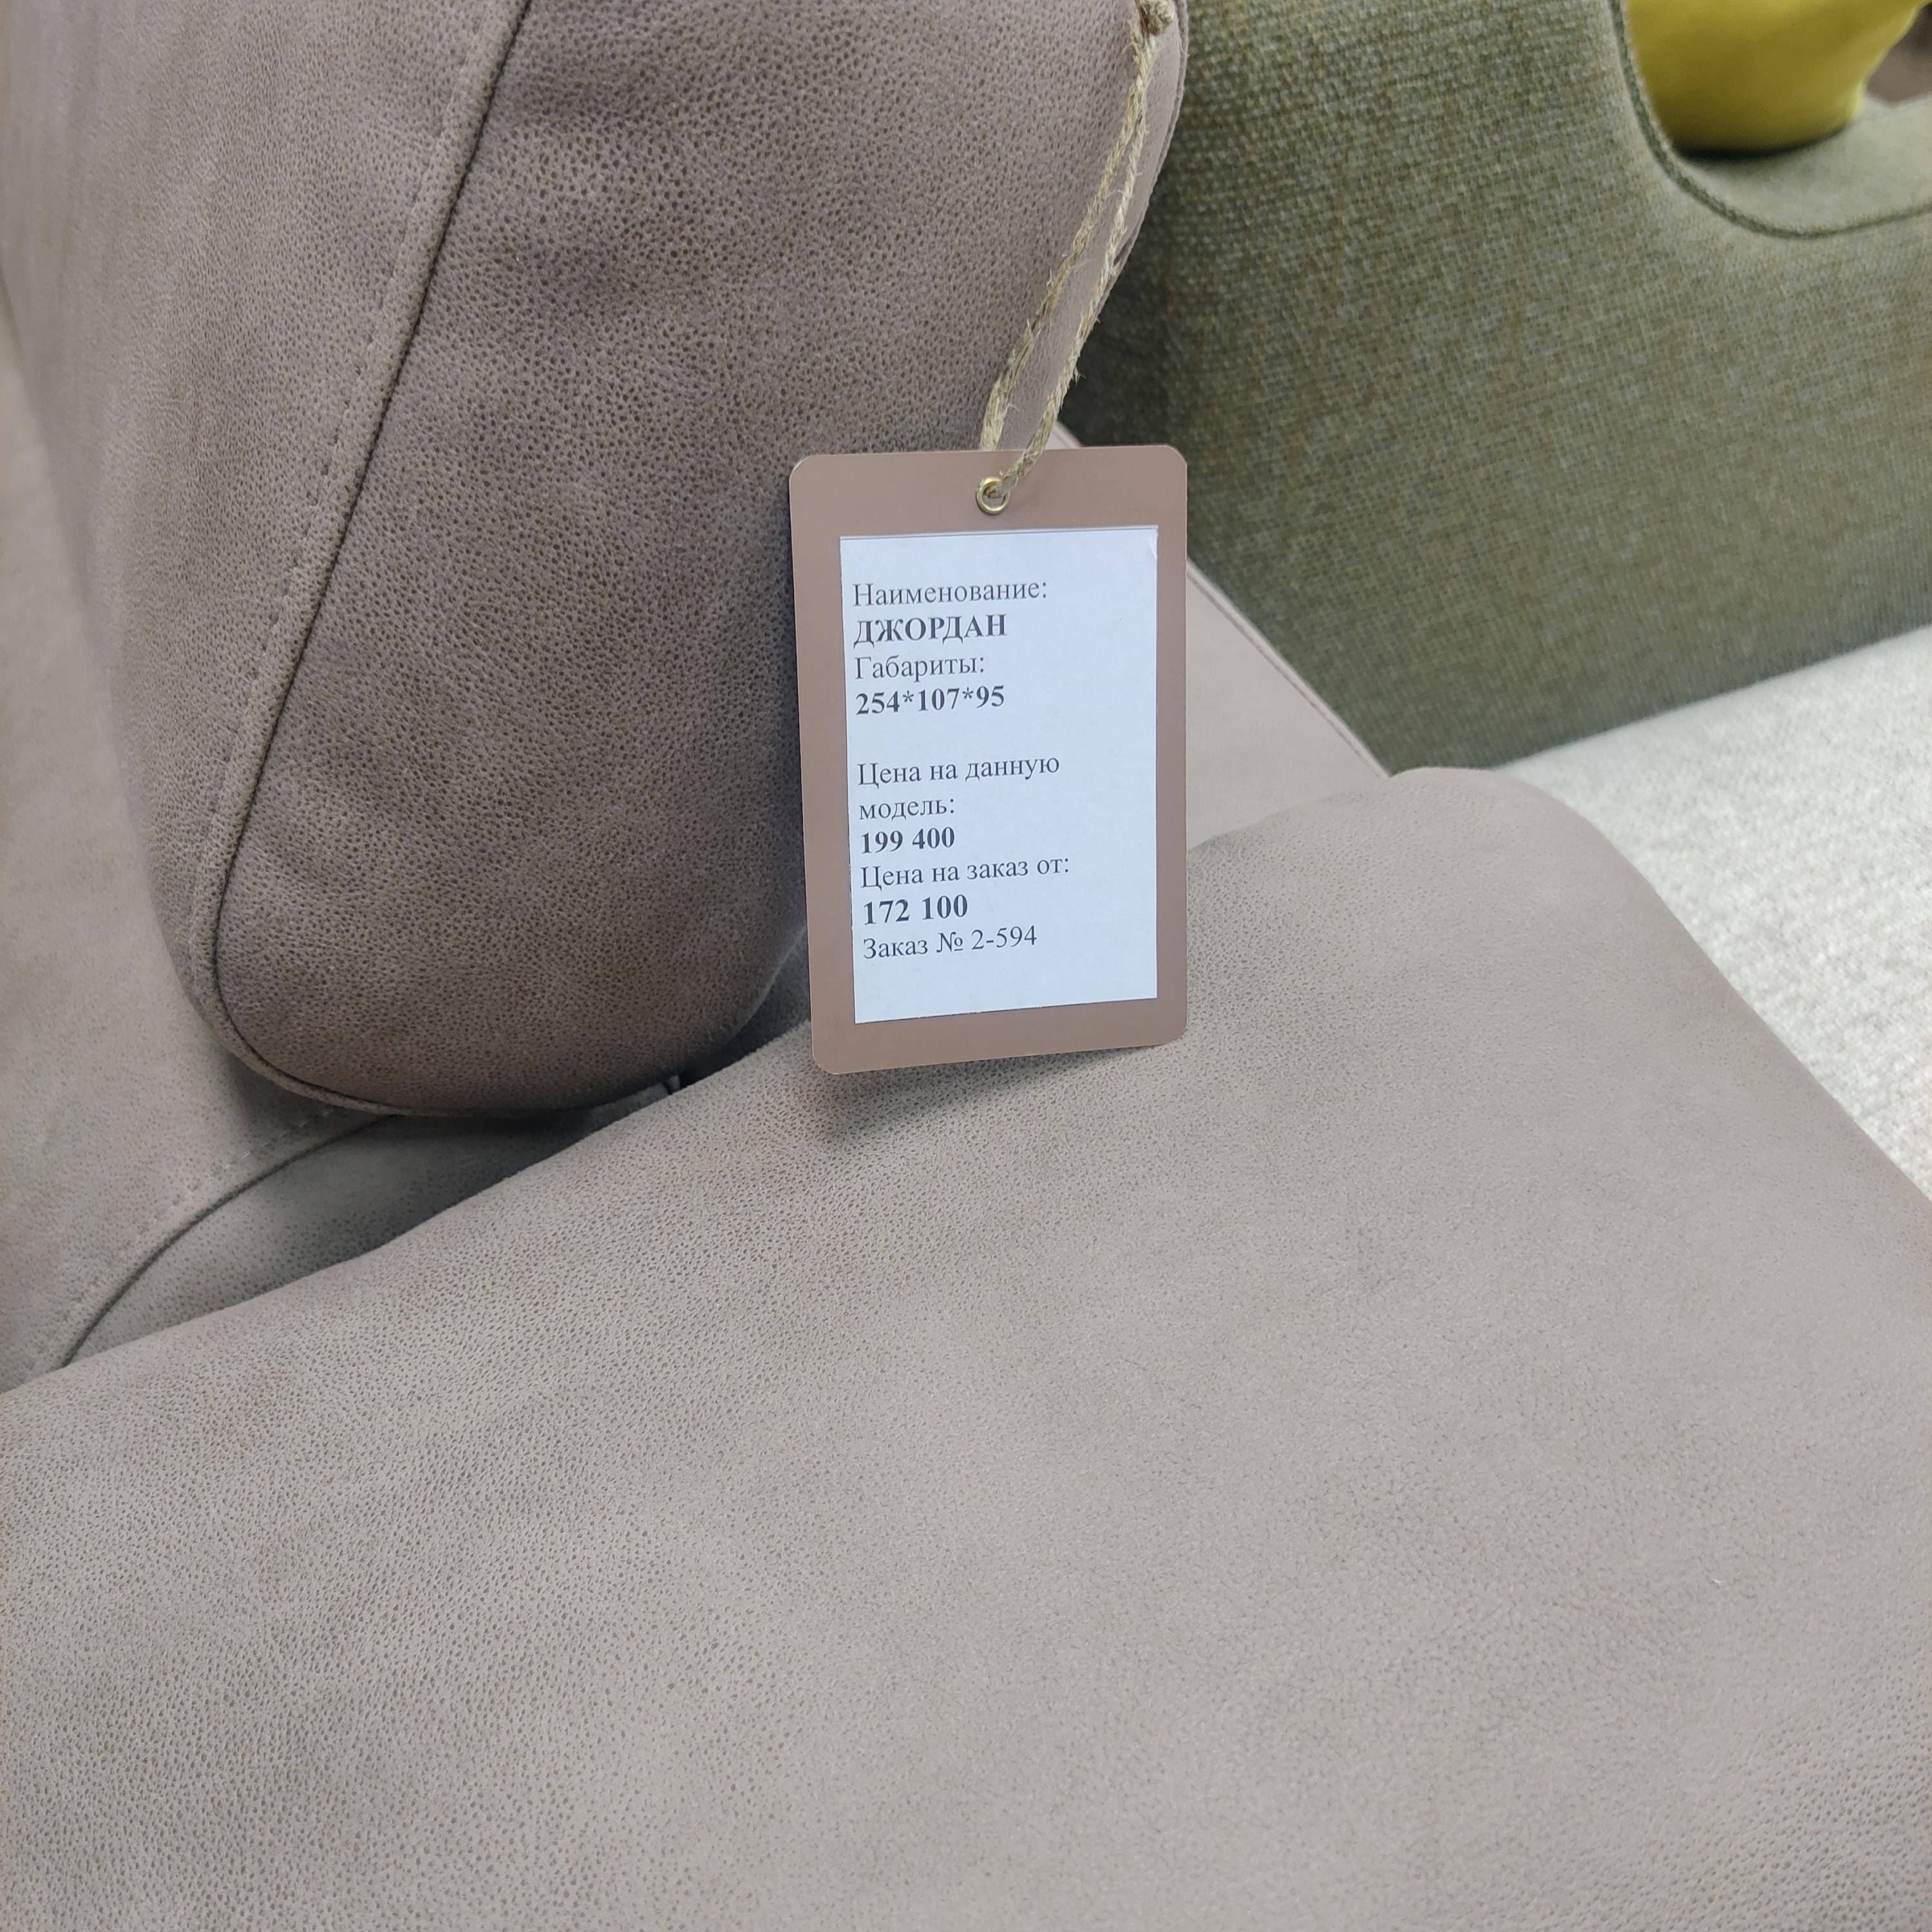 Наименование:
ДЖОРДАН
Габариты:
254*107*95
Цена на данную
модель:
199 400
Цена на заказ от:
172 100
Заказ № 2-594